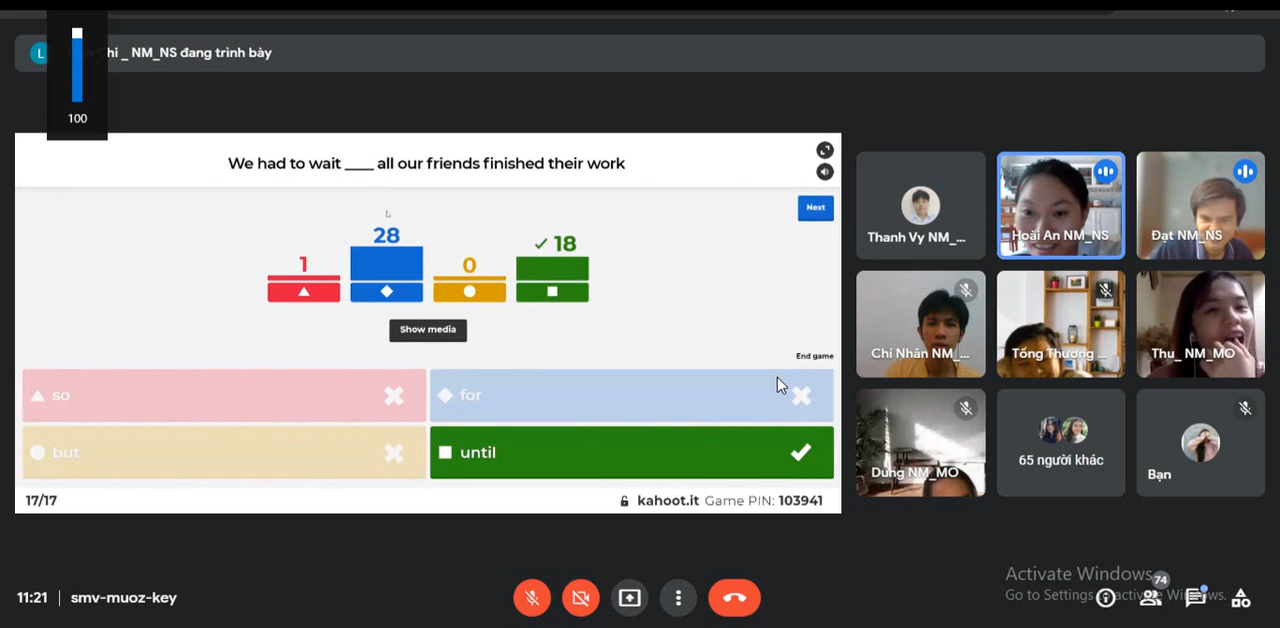 L
hi _ NM_NS đang trình bày
100
We had to wait ____ all our friends finished their work
Next
1
28
0
18
Show media
End game
so
for
but
until
17/17
kahoot.it Game PIN: 103941
Thanh Vy NM_...
Hoài An NM_NS
Đạt NM_NS
Chí Nhân NM_...
Tống Thương ...
Thu_ NM_MO
Dung NM_MO
65 người khác
Bạn
Activate Windows
Go to Settings to activate Windows.
74
11:21 | smv-muoz-key